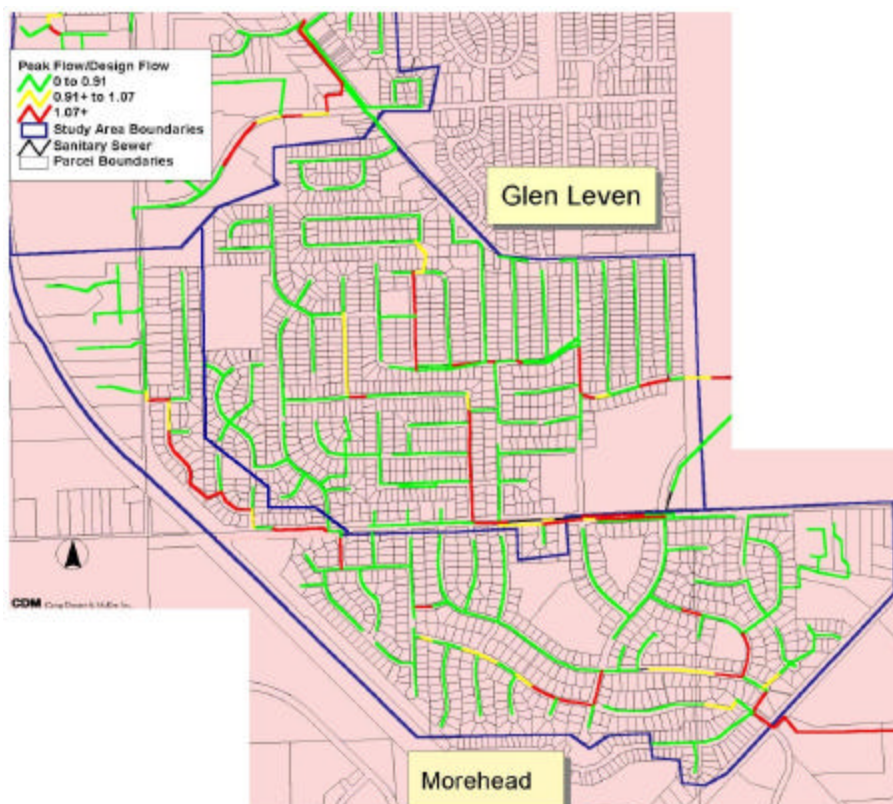 Peak Flow/Design Flow
0 to 0.91
0.91+ to 1.07
1.07+
Study Area Boundaries
Sanitary Sewer
Parcel Boundaries
Glen Leven
CDM
Morehead